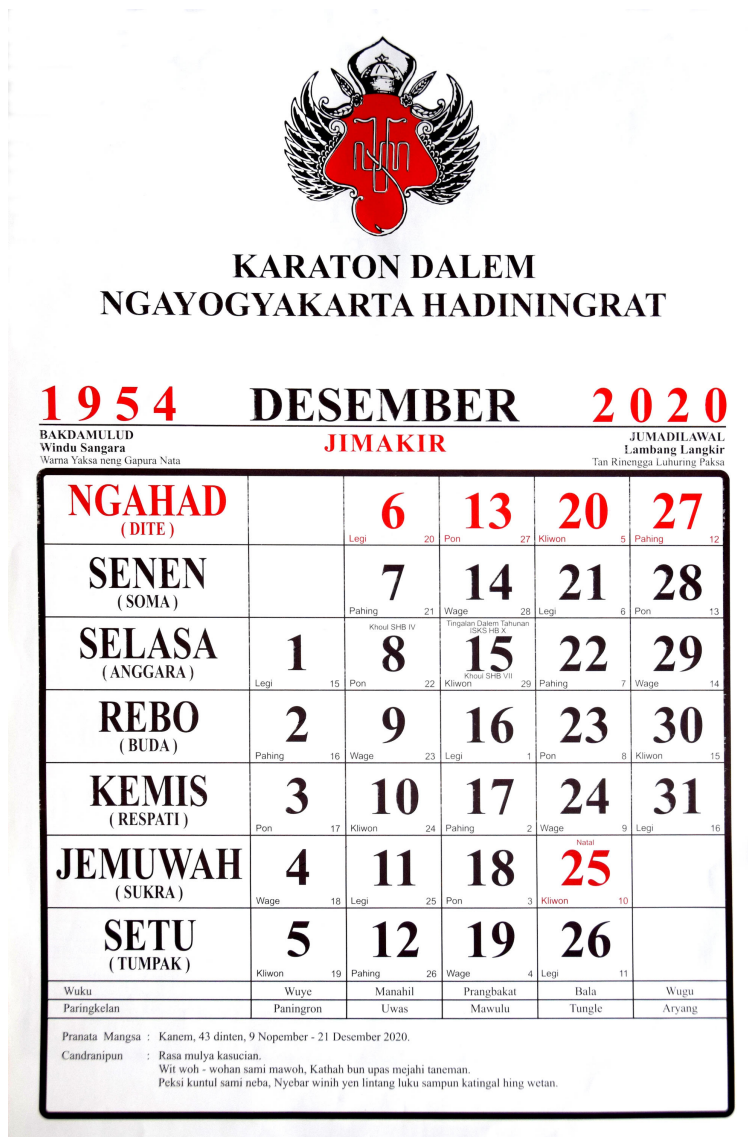 KARATON DALEM
NGAYOGYAKARTA HADININGRAT
1954 DESEMBER 2020
BAKDAMULUD JIMAKIR JUMADILAWAL
Windu Sangara Lambang Langkir
Warna Yaksa neng Gapura Nata Tan Rinengga Luhuring Paksa
NGAHAD 6 13 20 27
( DITE ) Legi 20 Pon 27 Kliwon 5 Pahing 12
SENEN 7 14 21 28
( SOMA ) Pahing 21 Wage 28 Legi 6 Pon 13
Khoul SHB IV Tingalan Dalem Tahunan
ISKS HB X
SELASA 1 8 15 22 29
Khoul SHB VII
( ANGGARA ) Legi 15 Pon 22 Kliwon 29 Pahing 7 Wage 14
REBO 2 9 16 23 30
( BUDA ) Pahing 16 Wage 23 Legi 1 Pon 8 Kliwon 15
KEMIS 3 10 17 24 31
( RESPATI ) Pon 17 Kliwon 24 Pahing 2 Wage 9 Legi 16
Natal
JEMUWAH 4 11 18 25
( SUKRA ) Wage 18 Legi 25 Pon 3 Kliwon 10
SETU 5 12 19 26
( TUMPAK ) Kliwon 19 Pahing 26 Wage 4 Legi 11
Wuku Wuye Manahil Prangbakat Bala Wugu
Paringkelan Paningron Uwas Mawulu Tungle Aryang
Pranata Mangsa : Kanem, 43 dinten, 9 Nopember - 21 Desember 2020.
Candranipun : Rasa mulya kasucian.
Wit woh - wohan sami mawoh, Kathah bun upas mejahi taneman.
Peksi kuntul sami neba, Nyebar winih yen lintang luku sampun katingal hing wetan.